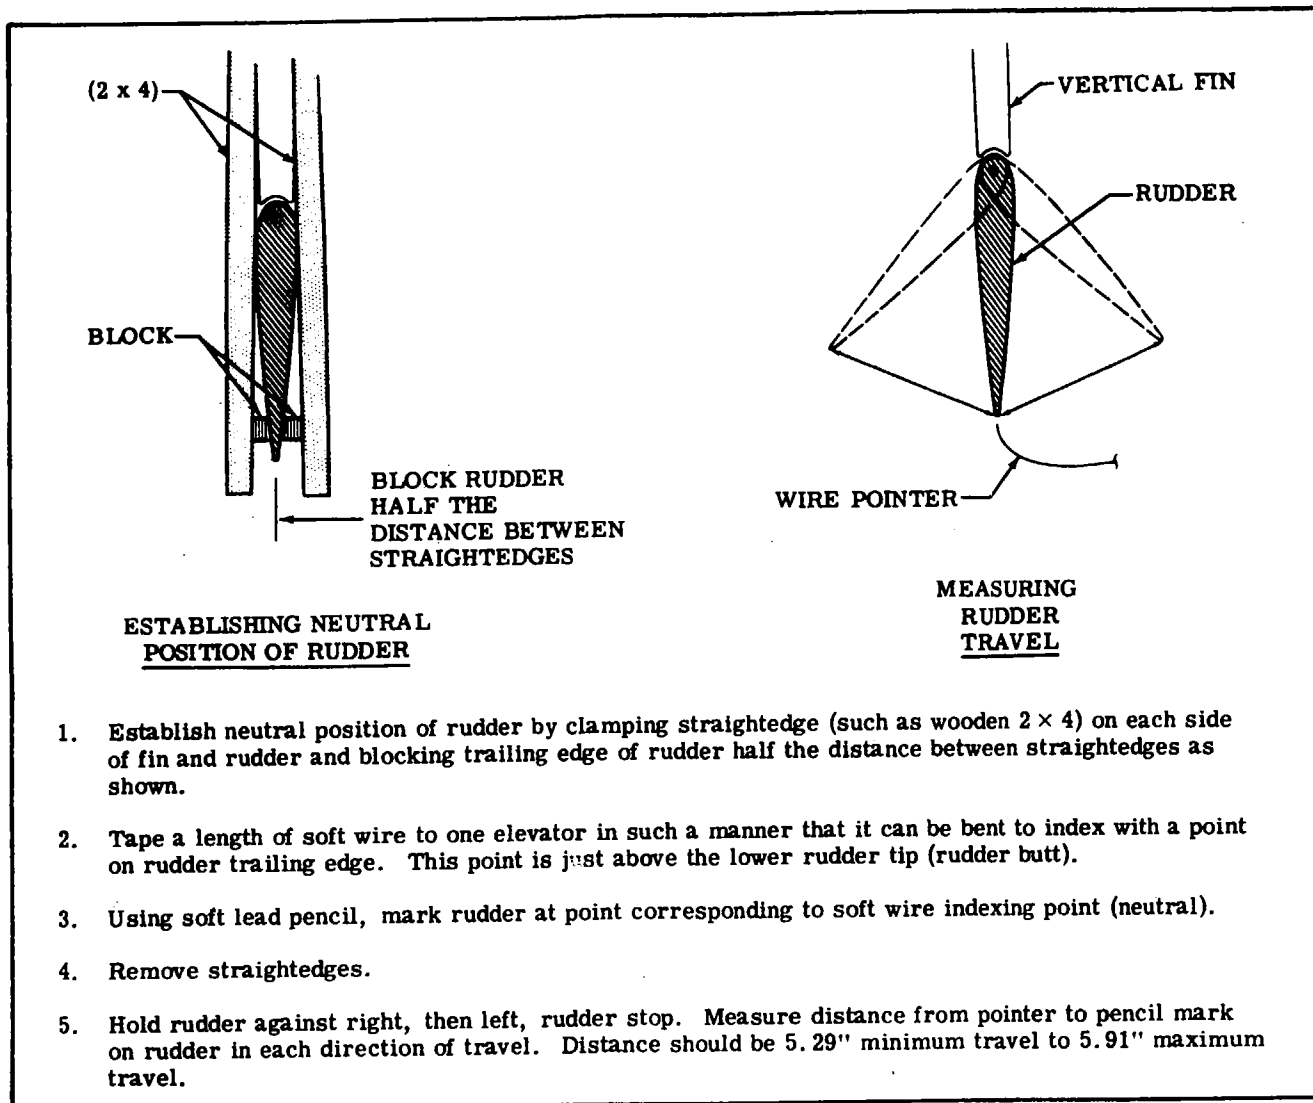 (2 x 4)
BLOCK
BLOCK RUDDER
HALF THE
DISTANCE BETWEEN
STRAIGHTEDGES
ESTABLISHING NEUTRAL
POSITION OF RUDDER
VERTICAL FIN
RUDDER
WIRE POINTER
MEASURING
RUDDER
TRAVEL
1. Establish neutral position of rudder by clamping straightedge (such as wooden 2 × 4) on each side
of fin and rudder and blocking trailing edge of rudder half the distance between straightedges as
shown.
2. Tape a length of soft wire to one elevator in such a manner that it can be bent to index with a point
on rudder trailing edge. This point is just above the lower rudder tip (rudder butt).
3. Using soft lead pencil, mark rudder at point corresponding to soft wire indexing point (neutral).
4. Remove straightedges.
5. Hold rudder against right, then left, rudder stop. Measure distance from pointer to pencil mark
on rudder in each direction of travel. Distance should be 5.29" minimum travel to 5.91" maximum
travel.